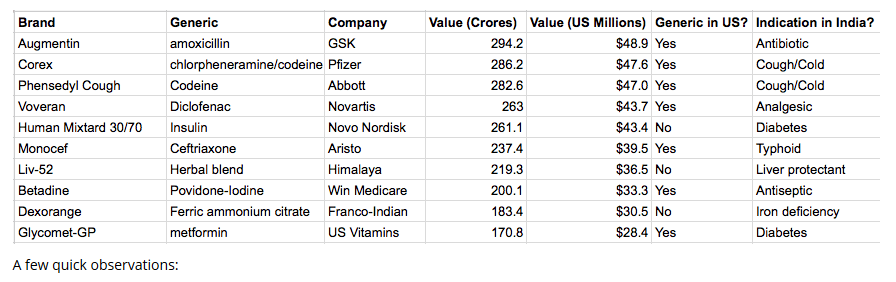 Brand Generic Company Value (Crores) Value (US Millions) Generic in US? Indication in India?
Augmentin amoxicillin GSK 294.2 $48.9 Yes Antibiotic
Corex chlorpheneramine/codeine Pfizer 286.2 $47.6 Yes Cough/Cold
Phensedyl Cough Codeine Abbott 282.6 $47.0 Yes Cough/Cold
Voveran Diclofenac Novartis 263 $43.7 Yes Analgesic
Human Mixtard 30/70 Insulin Novo Nordisk 261.1 $43.4 No Diabetes
Monocef Ceftriaxone Aristo 237.4 $39.5 Yes Typhoid
Liv-52 Herbal blend Himalaya 219.3 $36.5 No Liver protectant
Betadine Povidone-Iodine Win Medicare 200.1 $33.3 Yes Antiseptic
Dexorange Ferric ammonium citrate Franco-Indian 183.4 $30.5 No Iron deficiency
Glycomet-GP metformin US Vitamins 170.8 $28.4 Yes Diabetes
A few quick observations: